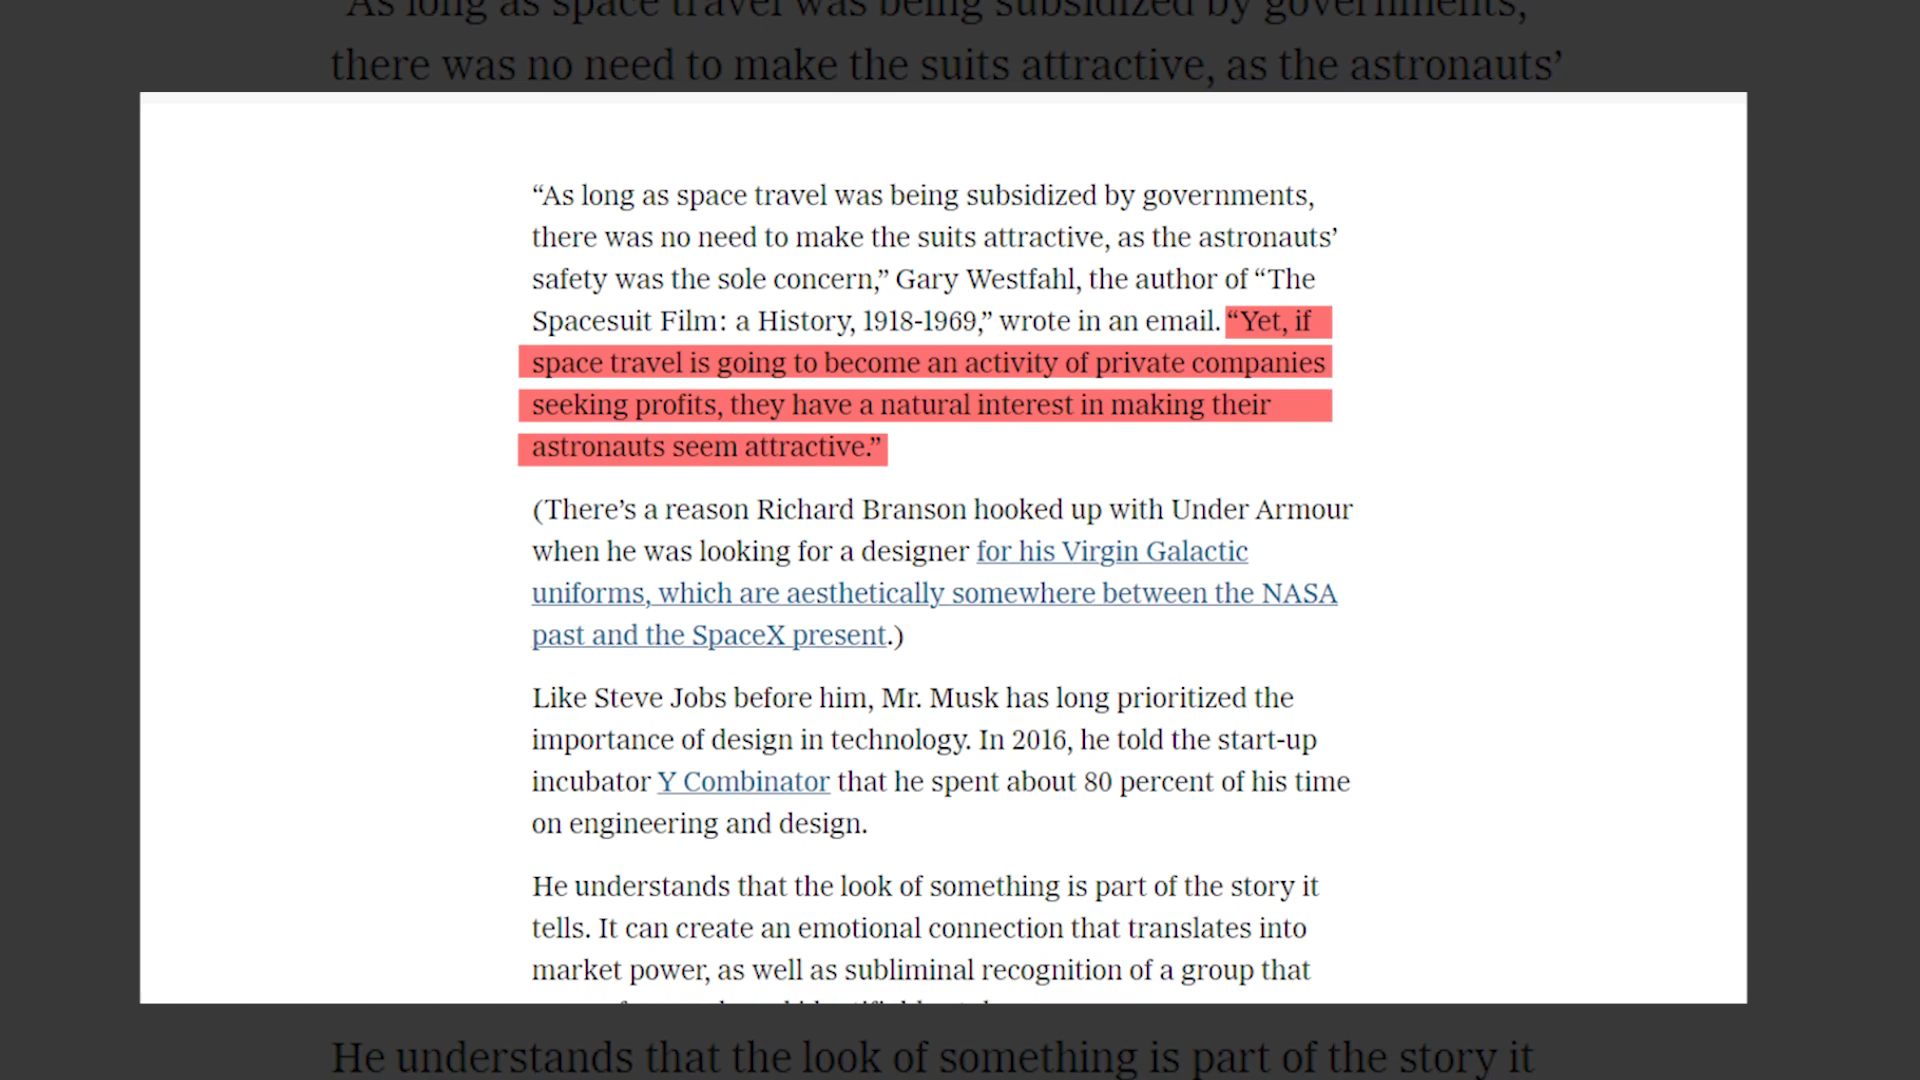 “As long as space travel was being subsidized by governments,
there was no need to make the suits attractive, as the astronauts’
“As long as space travel was being subsidized by governments,
there was no need to make the suits attractive, as the astronauts’
safety was the sole concern,” Gary Westfahl, the author of “The
Spacesuit Film: a History, 1918-1969,” wrote in an email. “Yet, if
space travel is going to become an activity of private companies
seeking profits, they have a natural interest in making their
astronauts seem attractive.”
(There’s a reason Richard Branson hooked up with Under Armour
when he was looking for a designer for his Virgin Galactic
uniforms, which are aesthetically somewhere between the NASA
past and the SpaceX present.)
Like Steve Jobs before him, Mr. Musk has long prioritized the
importance of design in technology. In 2016, he told the start-up
incubator Y Combinator that he spent about 80 percent of his time
on engineering and design.
He understands that the look of something is part of the story it
tells. It can create an emotional connection that translates into
market power, as well as subliminal recognition of a group that
He understands that the look of something is part of the story it